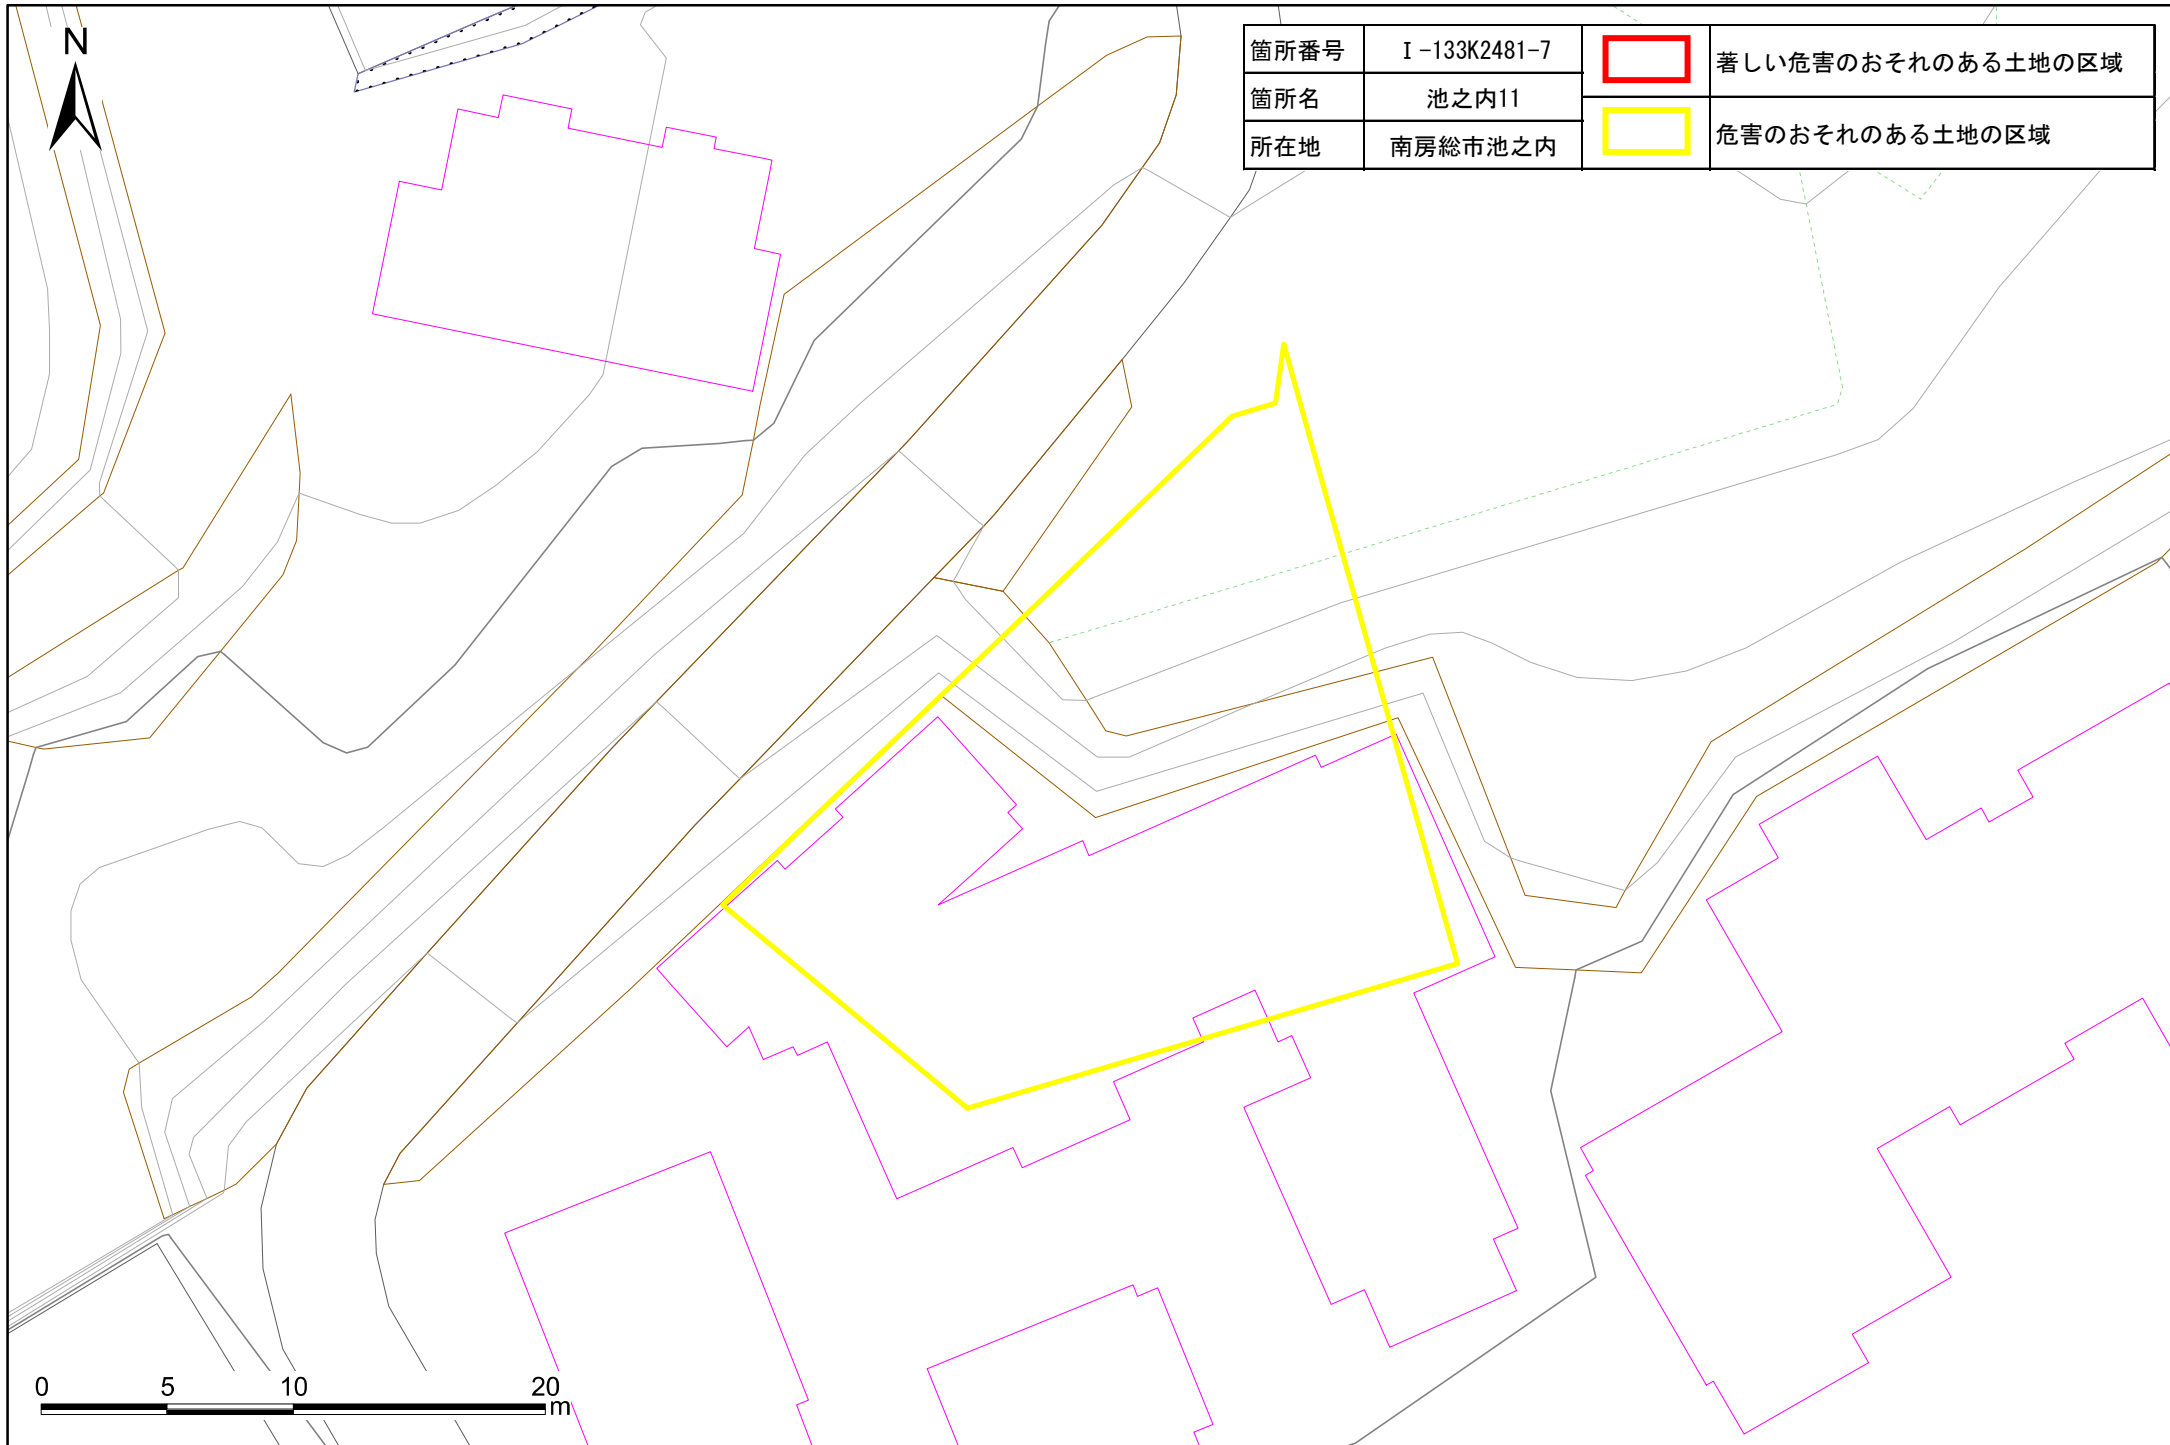 N
箇所番号 Ⅰ-133K2481-7
箇所名 池之内11
所在地 南房総市池之内
著しい危害のおそれのある土地の区域
危害のおそれのある土地の区域
0 5 10 20
m